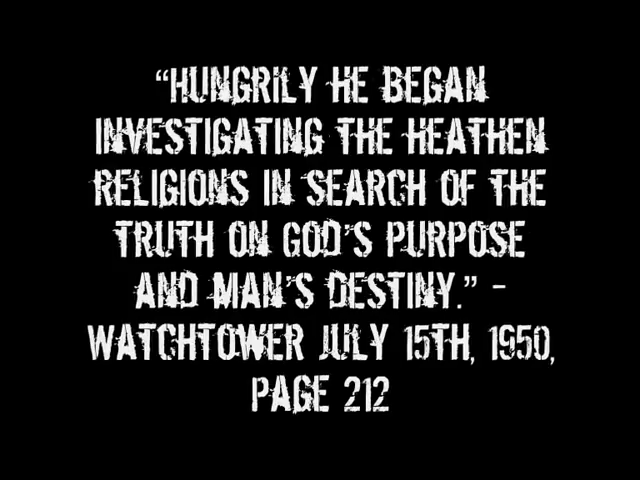 “HUNGRILY HE BEGAN
INVESTIGATING THE HEATHEN
RELIGIONS IN SEARCH OF THE
TRUTH ON GOD'S PURPOSE
AND MAN'S DESTINY.” -
WATCHTOWER JULY 15TH, 1950,
PAGE 212